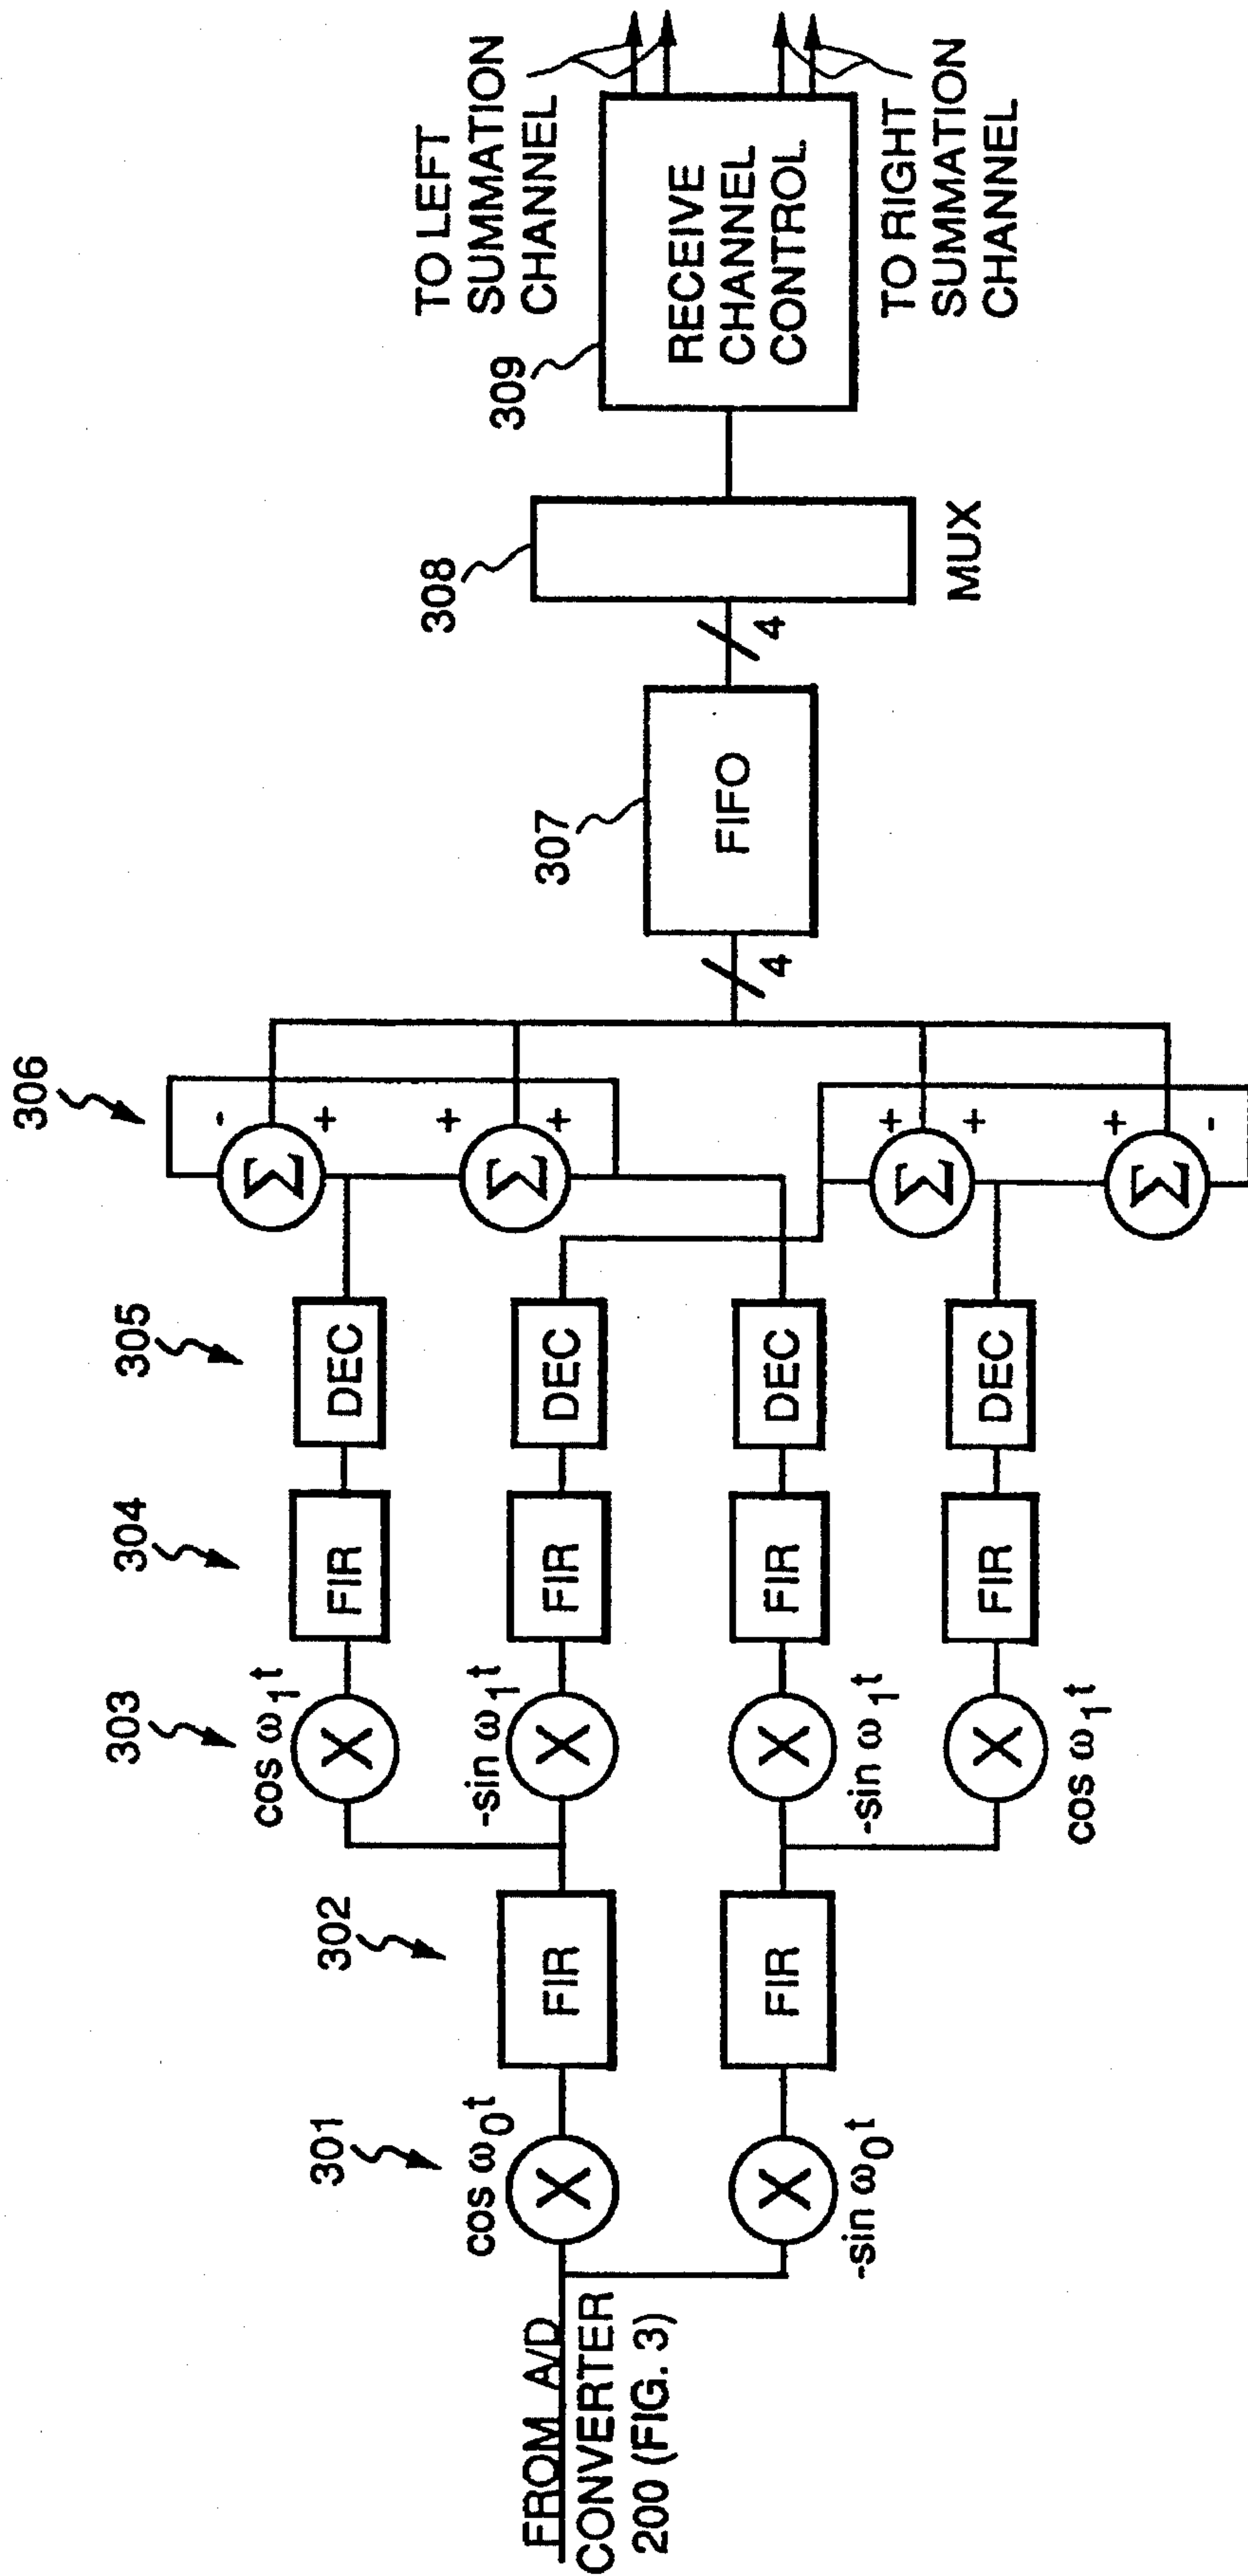 FROM A/D
CONVERTER
200 (FIG. 3)
301
cos ω0t
X
X
-sin ω0t
302
FIR
FIR
303
cos ω1t
X
-sin ω1t
X
X
-sin ω1t
X
cos ω1t
304
FIR
FIR
FIR
FIR
305
DEC
DEC
DEC
DEC
306
-
Σ
+
+
Σ
+
+
Σ
+
+
Σ
-
4
307
FIFO
4
308
MUX
309
RECEIVE
CHANNEL
CONTROL
TO LEFT
SUMMATION
CHANNEL
TO RIGHT
SUMMATION
CHANNEL